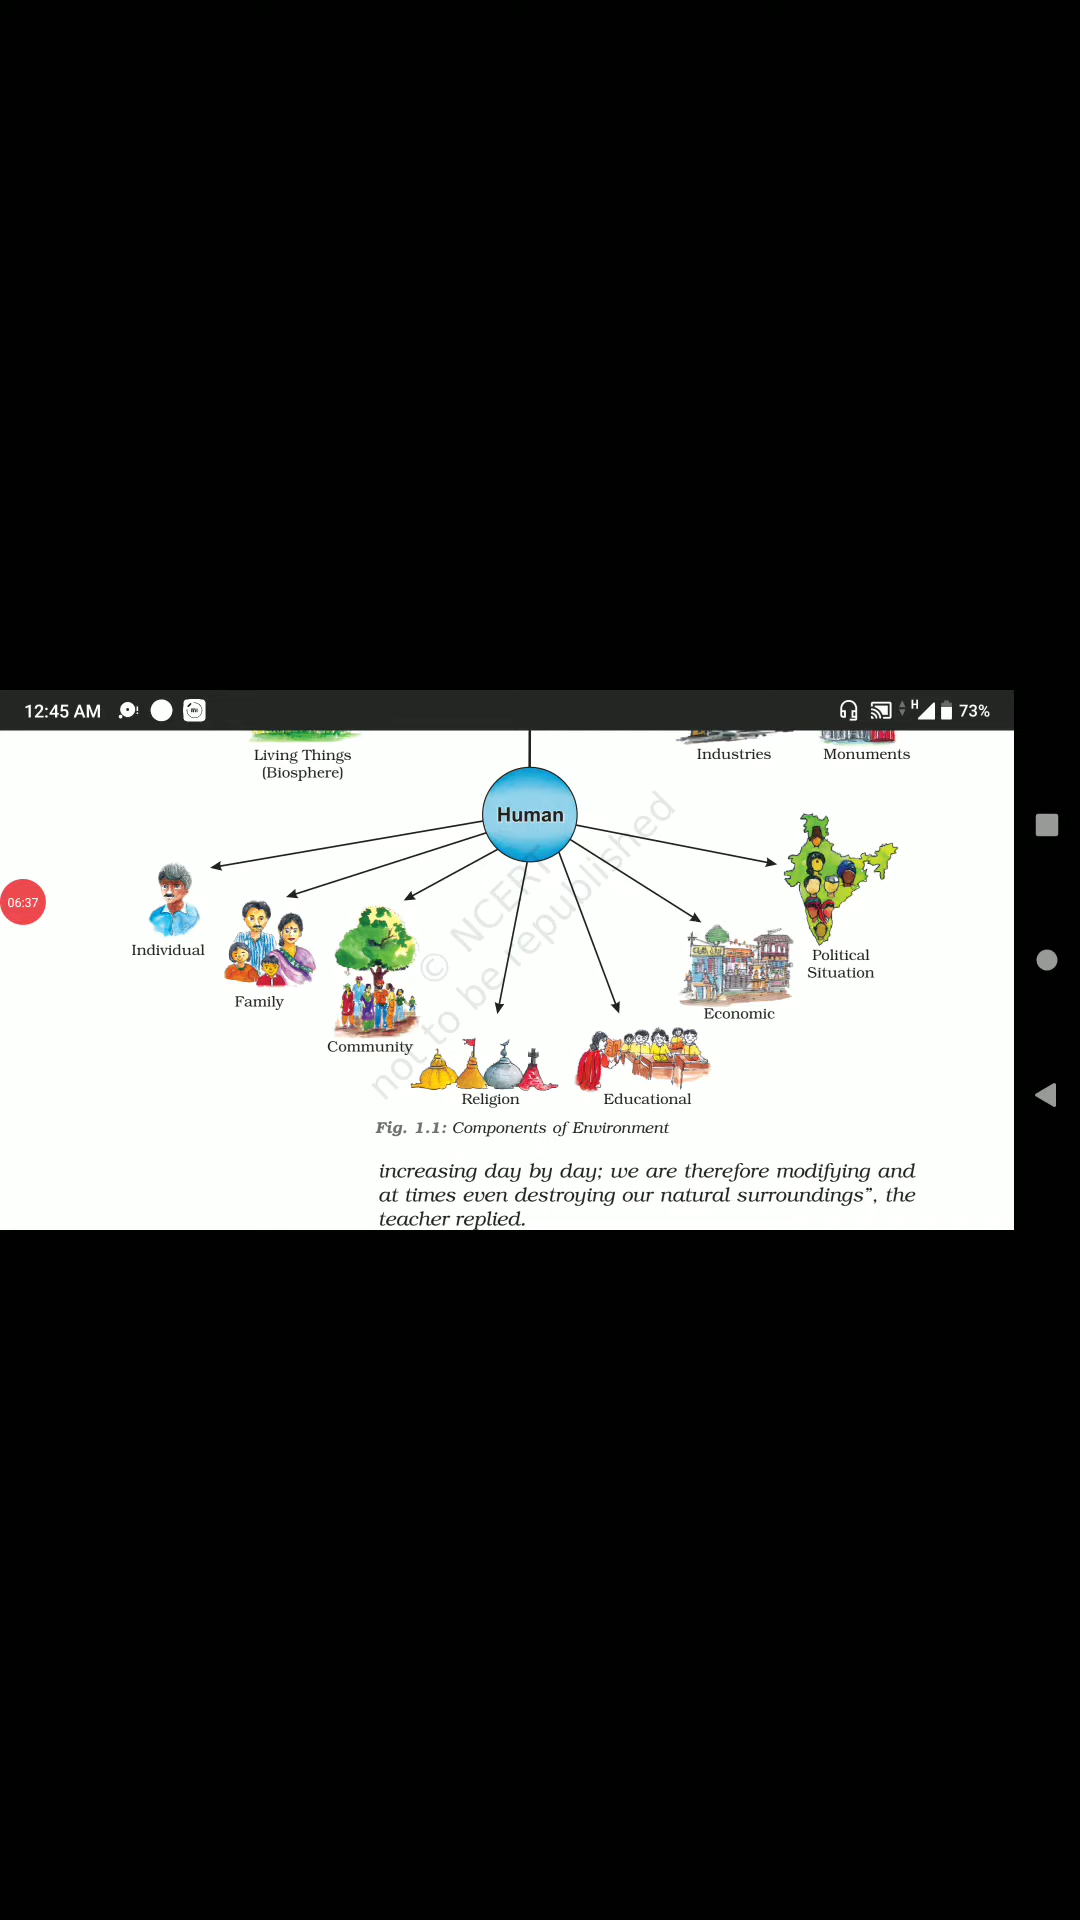 12:45 AM
H
73%
Living Things
(Biosphere)
Industries
Monuments
Human
06:37
Individual
Family
Community
Religion
Educational
Economic
Political
Situation
© NCERT
not to be republished
Fig. 1.1: Components of Environment
increasing day by day; we are therefore modifying and
at times even destroying our natural surroundings”, the
teacher replied.